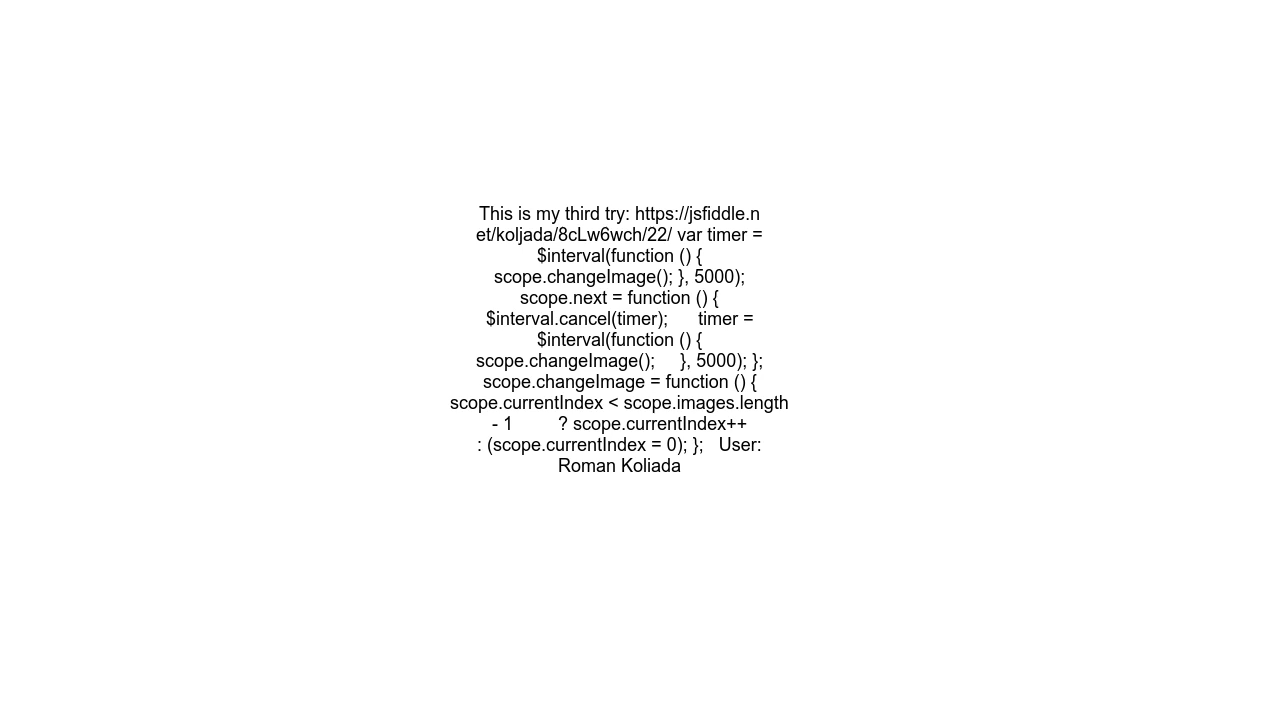 This is my third try: https://jsfiddle.n
et/koljada/8cLw6wch/22/ var timer =
$interval(function () {
scope.changeImage(); }, 5000);
scope.next = function () {
$interval.cancel(timer);      timer =
$interval(function () {
scope.changeImage();     }, 5000); };
scope.changeImage = function () {
scope.currentIndex < scope.images.length
- 1         ? scope.currentIndex++
: (scope.currentIndex = 0); };   User:
Roman Koliada